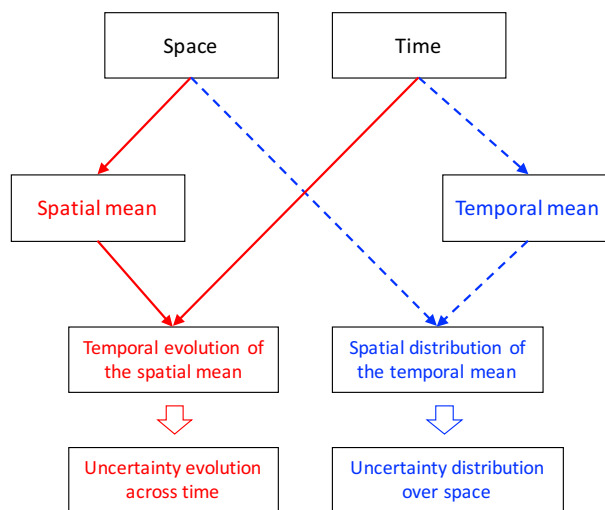 Space
Time
Spatial mean
Temporal mean
Temporal evolution of
the spatial mean
Spatial distribution of
the temporal mean
Uncertainty evolution
across time
Uncertainty distribution
over space